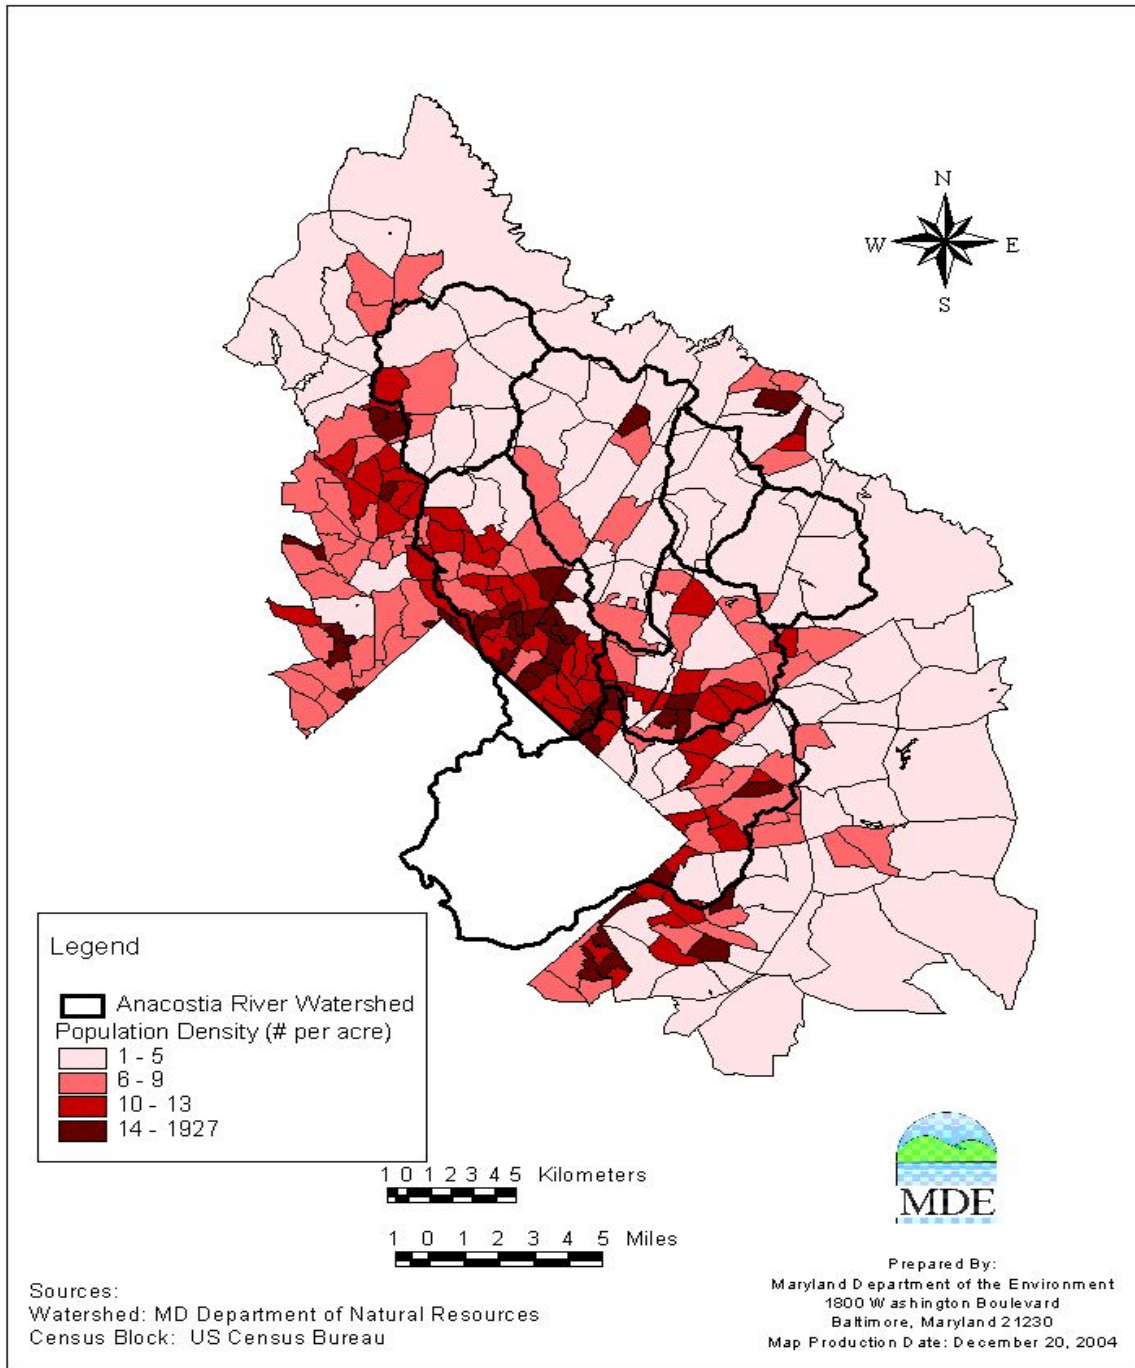 N
W E
S
Legend
Anacostia River Watershed
Population Density (# per acre)
1 - 5
6 - 9
10 - 13
14 - 1927
1 0 1 2 3 4 5 Kilometers
1 0 1 2 3 4 5 Miles
MDE
Sources:
Watershed: MD Department of Natural Resources
Census Block: US Census Bureau
Prepared By:
Maryland Department of the Environment
1800 Washington Boulevard
Baltimore, Maryland 21230
Map Production Date: December 20, 2004